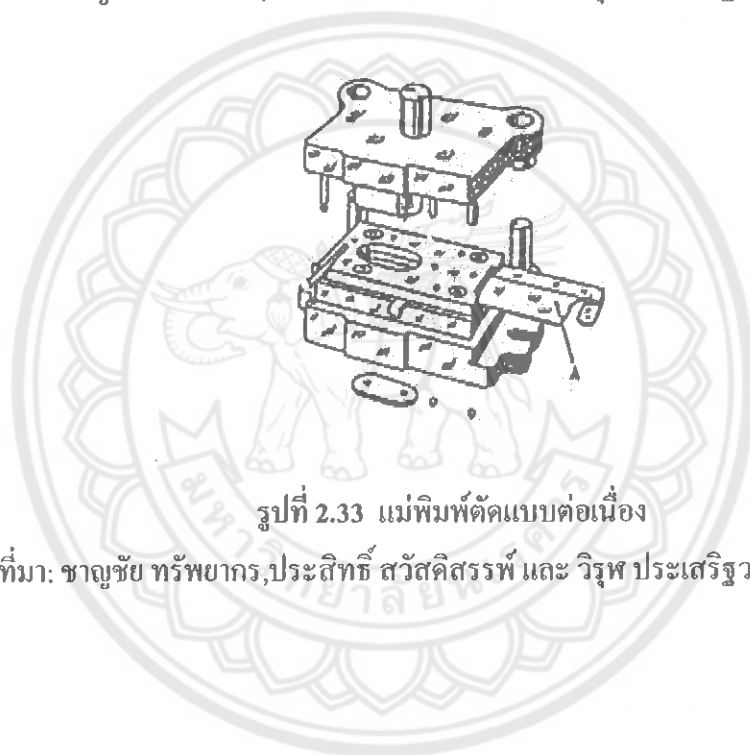 A
รูปที่ 2.33 แม่พิมพ์ตัดแบบต่อเนื่อง
ที่มา: ชาญชัย ทรัพยากร,ประสิทธิ์ สวัสดิสรรพ์ และ วิรุฬ ประเสริฐว